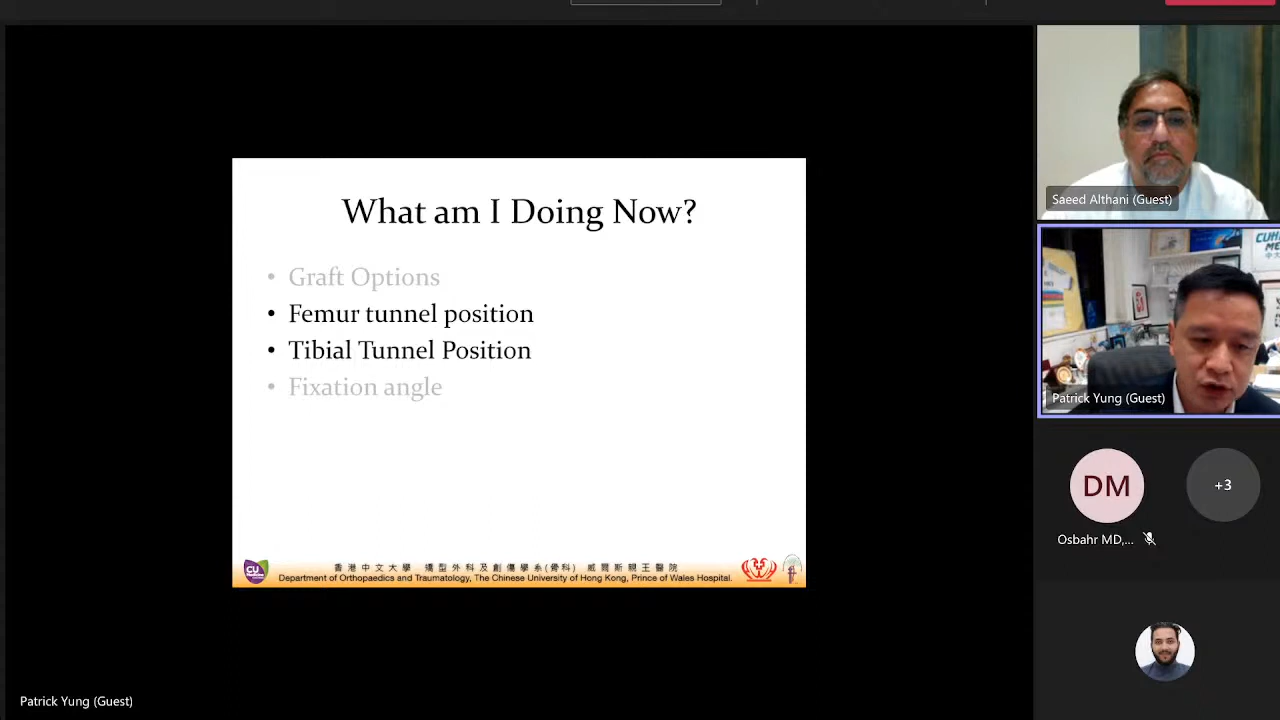 What am I Doing Now?
• Graft Options
• Femur tunnel position
• Tibial Tunnel Position
• Fixation angle
香港中文大學 矯型外科及創傷學系(骨科) 威爾斯親王醫院
Department of Orthopaedics and Traumatology, The Chinese University of Hong Kong, Prince of Wales Hospital.
CU
Saeed Althani (Guest)
Patrick Yung (Guest)
DM
+3
Osbahr MD,...
Patrick Yung (Guest)